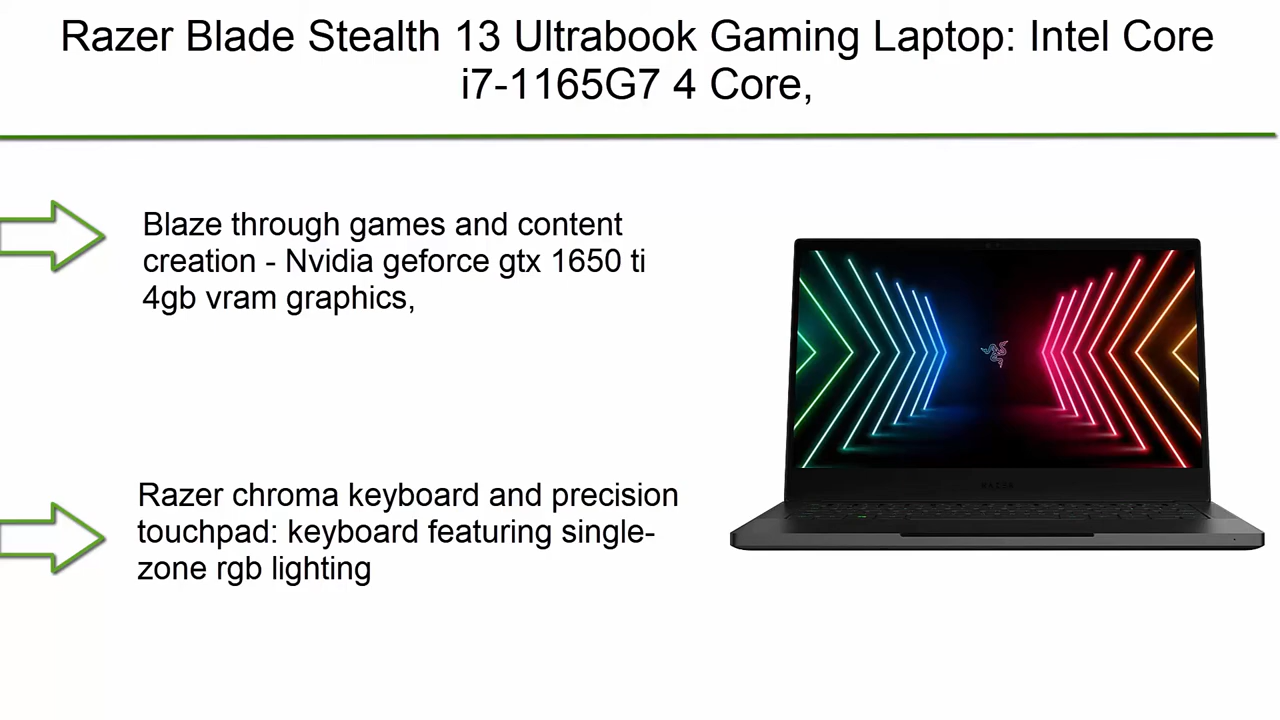 Razer Blade Stealth 13 Ultrabook Gaming Laptop: Intel Core
i7-1165G7 4 Core,
Blaze through games and content
creation - Nvidia geforce gtx 1650 ti
4gb vram graphics,
RAZER
Razer chroma keyboard and precision
touchpad: keyboard featuring single-
zone rgb lighting